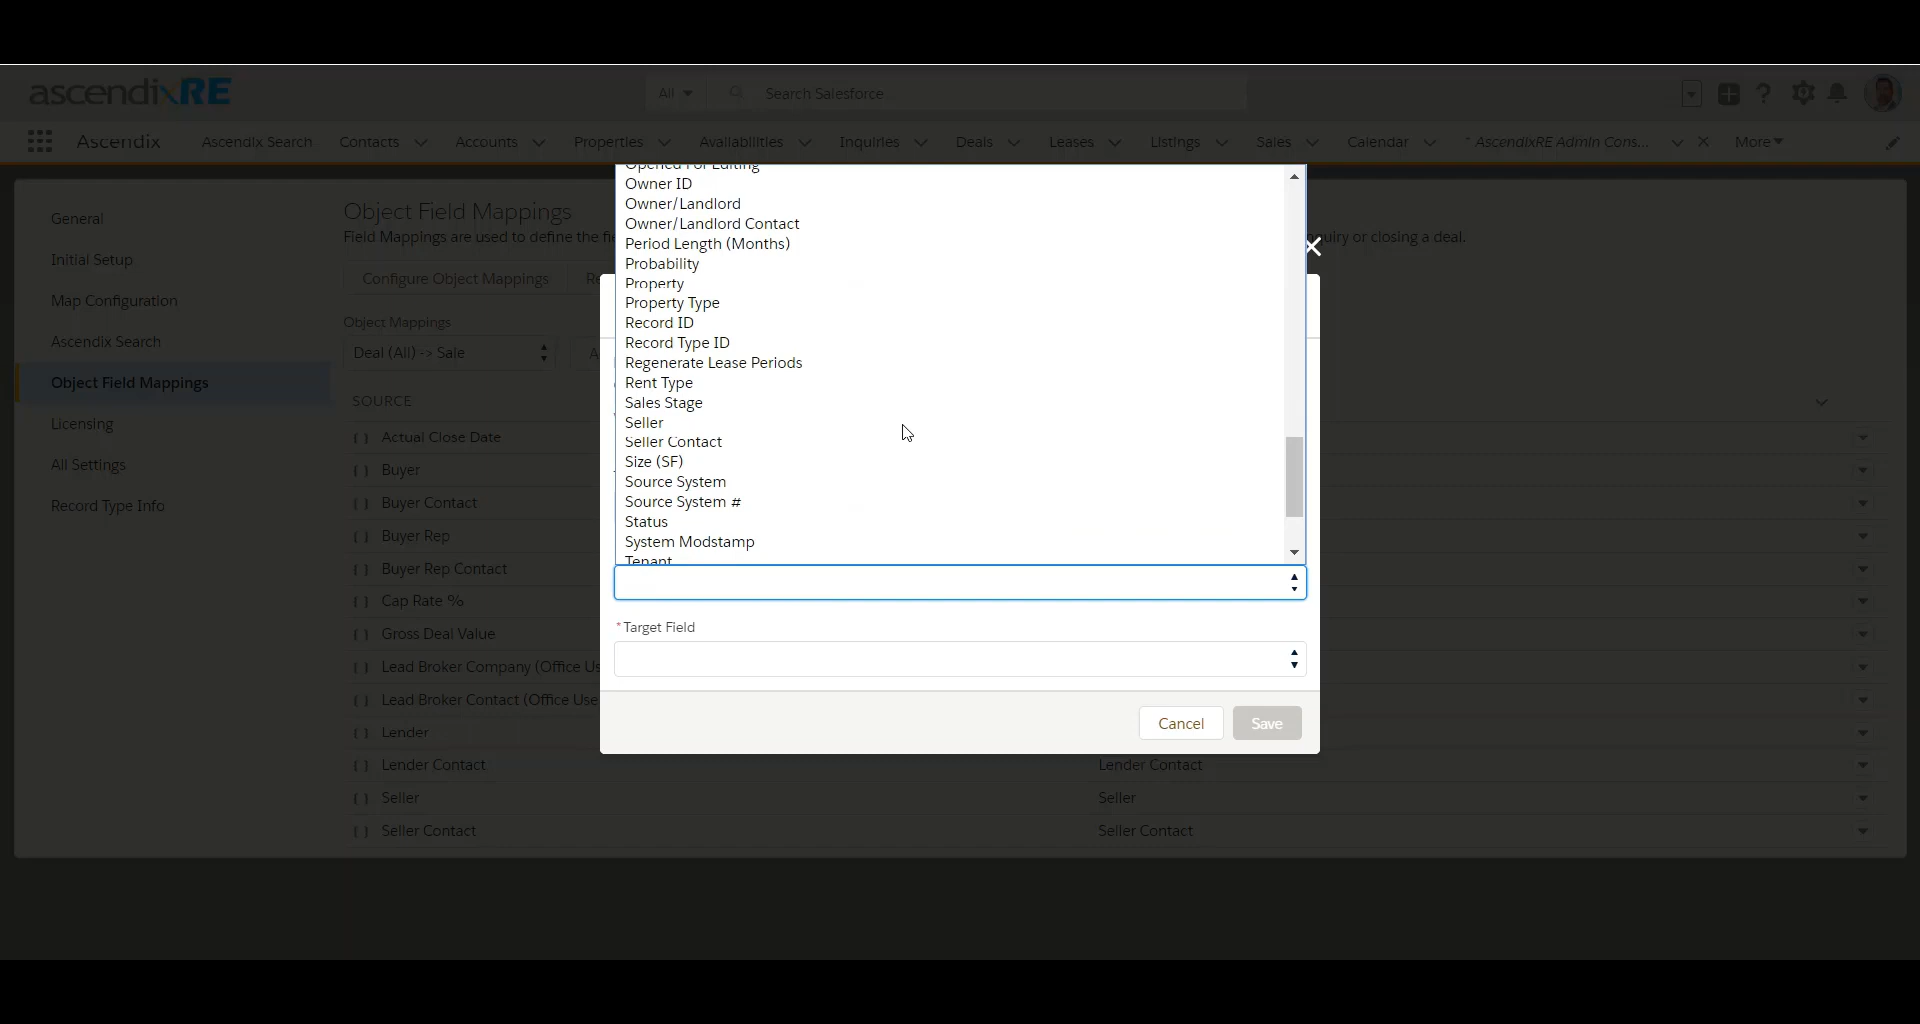 ascendixRE
All
Search Salesforce
Ascendix
Ascendix Search
Contacts
Accounts
Properties
Availabilities
Inquiries
Deals
Leases
Listings
Sales
Calendar
* AscendixRE Admin Cons...
More
General
Initial Setup
Map Configuration
Ascendix Search
Object Field Mappings
Licensing
All Settings
Record Type Info
Object Field Mappings
Field Mappings are used to define the fie
quiry or closing a deal.
Configure Object Mappings
Re
Object Mappings
Deal (All) -> Sale
A
SOURCE
Actual Close Date
Buyer
Buyer Contact
Buyer Rep
Buyer Rep Contact
Cap Rate %
Gross Deal Value
Lead Broker Company (Office Us
Lead Broker Contact (Office Use
Lender
Lender Contact
Lender Contact
Seller
Seller
Seller Contact
Seller Contact
Opened For Editing
Owner ID
Owner/Landlord
Owner/Landlord Contact
Period Length (Months)
Probability
Property
Property Type
Record ID
Record Type ID
Regenerate Lease Periods
Rent Type
Sales Stage
Seller
Seller Contact
Size (SF)
Source System
Source System #
Status
System Modstamp
Tenant
* Target Field
Cancel
Save